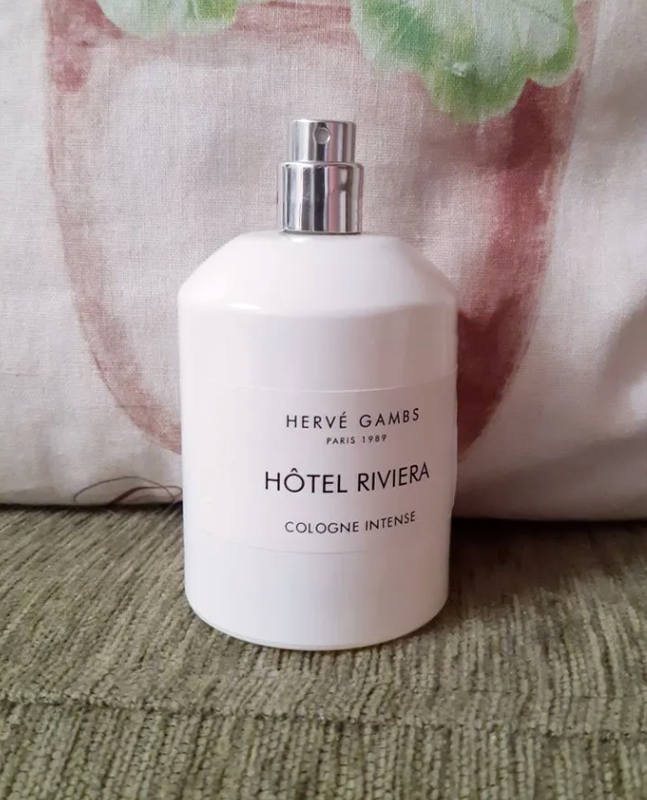 HERVÉ GAMBS
PARIS 1989
HÔTEL RIVIERA
COLOGNE INTENSE